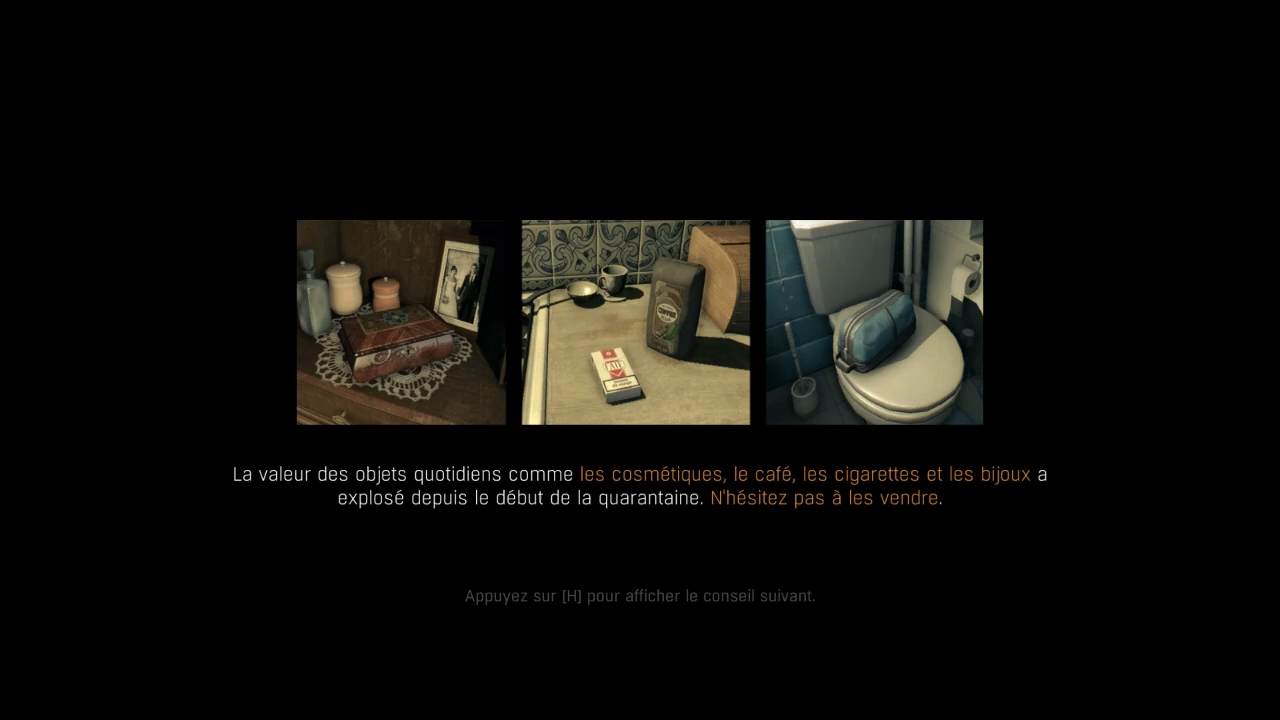 La valeur des objets quotidiens comme les cosmétiques, le café, les cigarettes et les bijoux a
explosé depuis le début de la quarantaine. N'hésitez pas à les vendre.
Appuyez sur [H] pour afficher le conseil suivant.